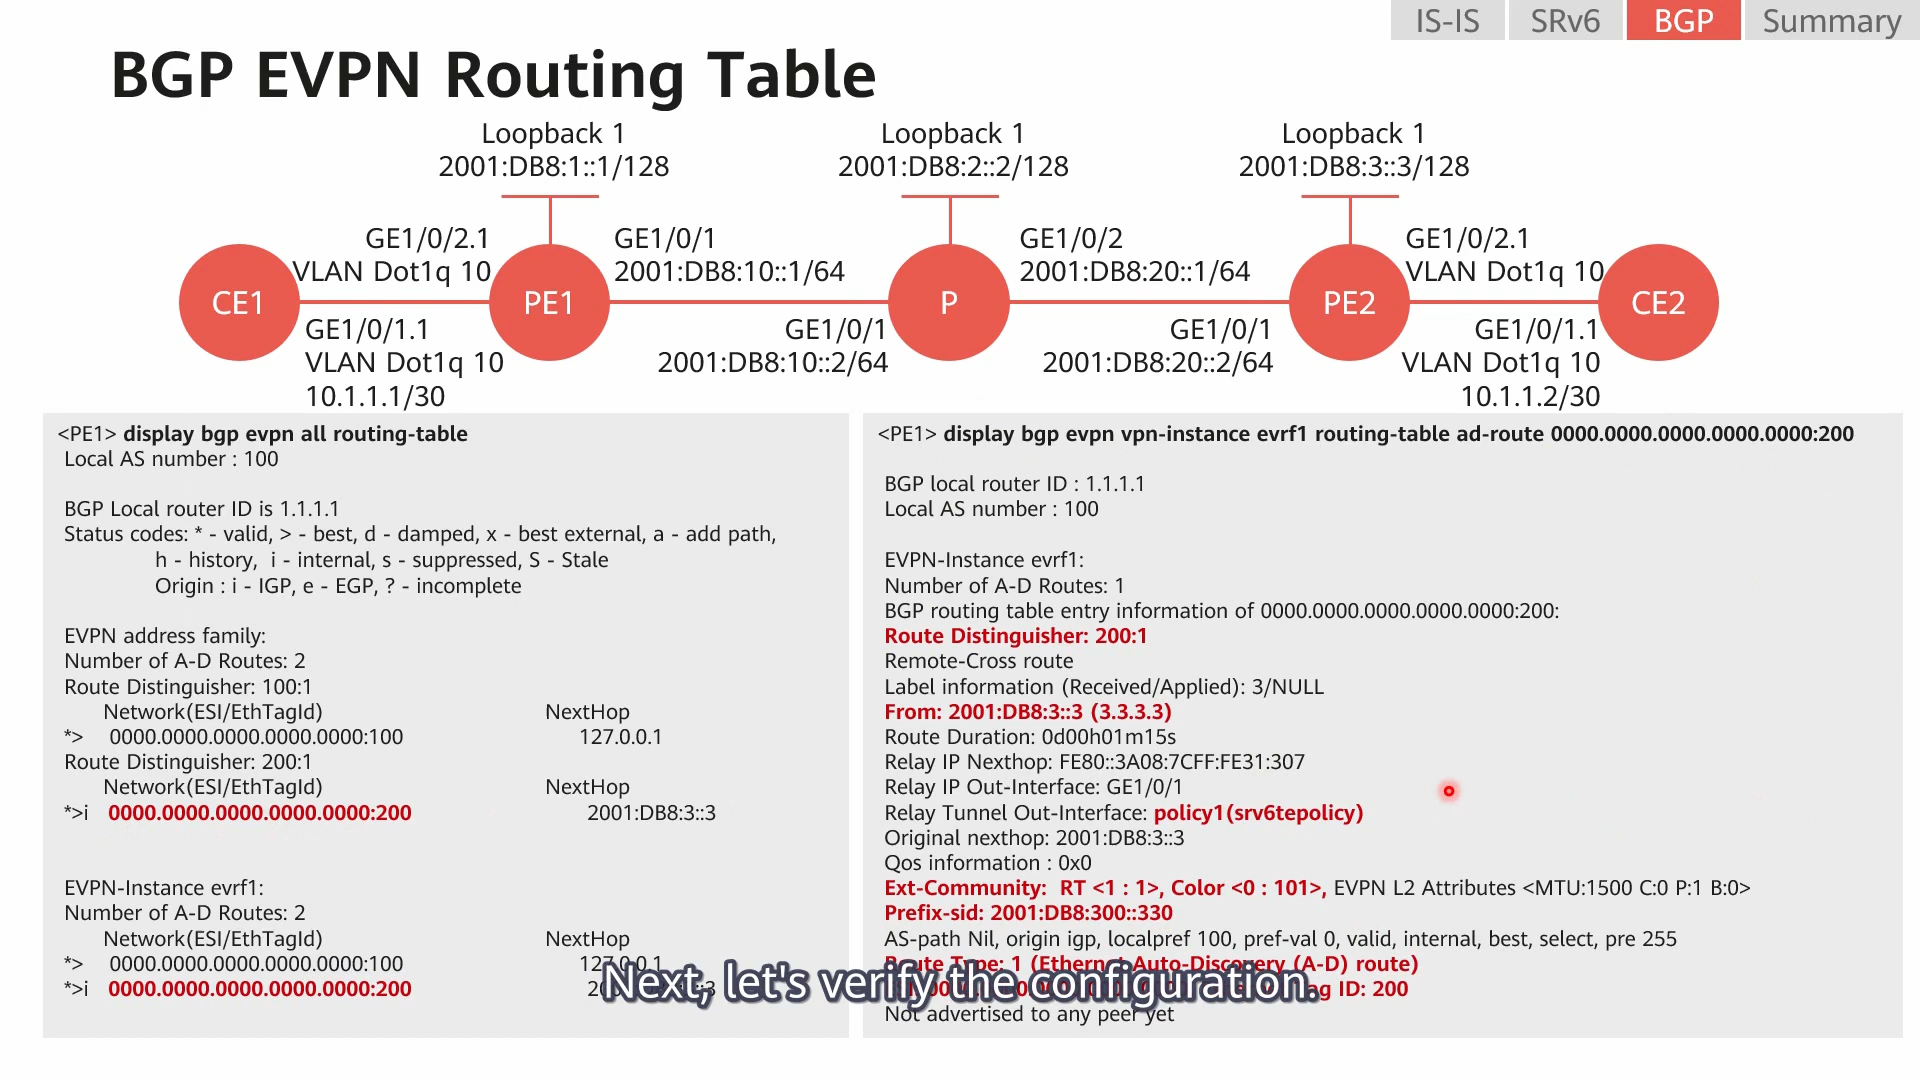 IS-IS SRv6 BGP Summary
BGP EVPN Routing Table
Loopback 1
2001:DB8:1::1/128
Loopback 1
2001:DB8:2::2/128
Loopback 1
2001:DB8:3::3/128
GE1/0/2.1
VLAN Dot1q 10
GE1/0/1
2001:DB8:10::1/64
GE1/0/2
2001:DB8:20::1/64
GE1/0/2.1
VLAN Dot1q 10
CE1 PE1 P PE2 CE2
GE1/0/1.1
VLAN Dot1q 10
10.1.1.1/30
GE1/0/1
2001:DB8:10::2/64
GE1/0/1
2001:DB8:20::2/64
GE1/0/1.1
VLAN Dot1q 10
10.1.1.2/30
<PE1> display bgp evpn all routing-table
Local AS number : 100
BGP Local router ID is 1.1.1.1
Status codes: * - valid, > - best, d - damped, x - best external, a - add path,
h - history, i - internal, s - suppressed, S - Stale
Origin : i - IGP, e - EGP, ? - incomplete
EVPN address family:
Number of A-D Routes: 2
Route Distinguisher: 100:1
Network(ESI/EthTagId) NextHop
*> 0000.0000.0000.0000.0000:100 127.0.0.1
Route Distinguisher: 200:1
Network(ESI/EthTagId) NextHop
*>i 0000.0000.0000.0000.0000:200 2001:DB8:3::3
EVPN-Instance evrf1:
Number of A-D Routes: 2
Network(ESI/EthTagId) NextHop
*> 0000.0000.0000.0000.0000:100 127.0.0.1
*>i 0000.0000.0000.0000.0000:200
<PE1> display bgp evpn vpn-instance evrf1 routing-table ad-route 0000.0000.0000.0000.0000:200
BGP local router ID : 1.1.1.1
Local AS number : 100
EVPN-Instance evrf1:
Number of A-D Routes: 1
BGP routing table entry information of 0000.0000.0000.0000.0000:200:
Route Distinguisher: 200:1
Remote-Cross route
Label information (Received/Applied): 3/NULL
From: 2001:DB8:3::3 (3.3.3.3)
Route Duration: 0d00h01m15s
Relay IP Nexthop: FE80::3A08:7CFF:FE31:307
Relay IP Out-Interface: GE1/0/1
Relay Tunnel Out-Interface: policy1(srv6tepolicy)
Original nexthop: 2001:DB8:3::3
Qos information : 0x0
Ext-Community: RT <1 : 1>, Color <0 : 101>, EVPN L2 Attributes <MTU:1500 C:0 P:1 B:0>
Prefix-sid: 2001:DB8:300::330
AS-path Nil, origin igp, localpref 100, pref-val 0, valid, internal, best, select, pre 255
Route Type: 1 (Ethernet Auto-Discovery (A-D) route)
ID: 200
Not advertised to any peer yet
Next, let's verify the configuration.